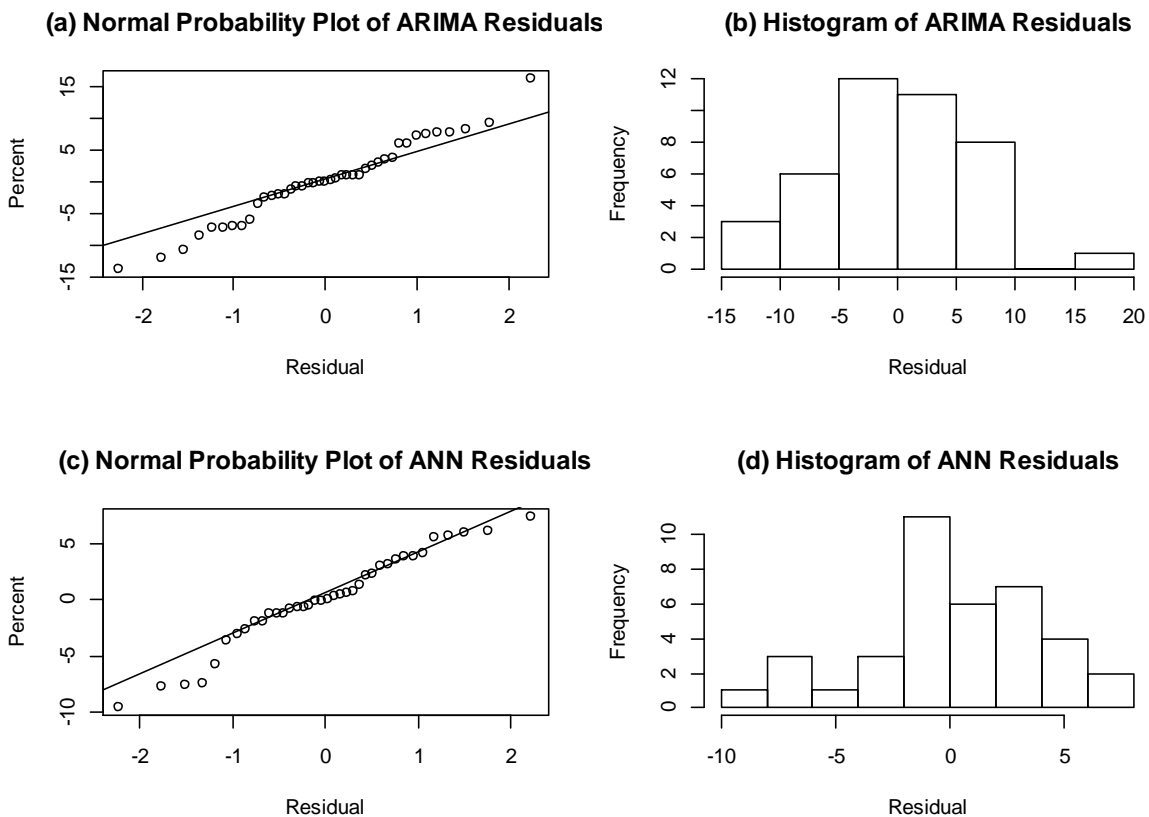 (a) Normal Probability Plot of ARIMA Residuals
Percent
15
5
-5
-15
-2 -1 0 1 2
Residual
(b) Histogram of ARIMA Residuals
Frequency
12
8
6
4
2
0
-15 -10 -5 0 5 10 15 20
Residual
(c) Normal Probability Plot of ANN Residuals
Percent
5
0
-5
-10
-2 -1 0 1 2
Residual
(d) Histogram of ANN Residuals
Frequency
10
8
6
4
2
0
-10 -5 0 5
Residual